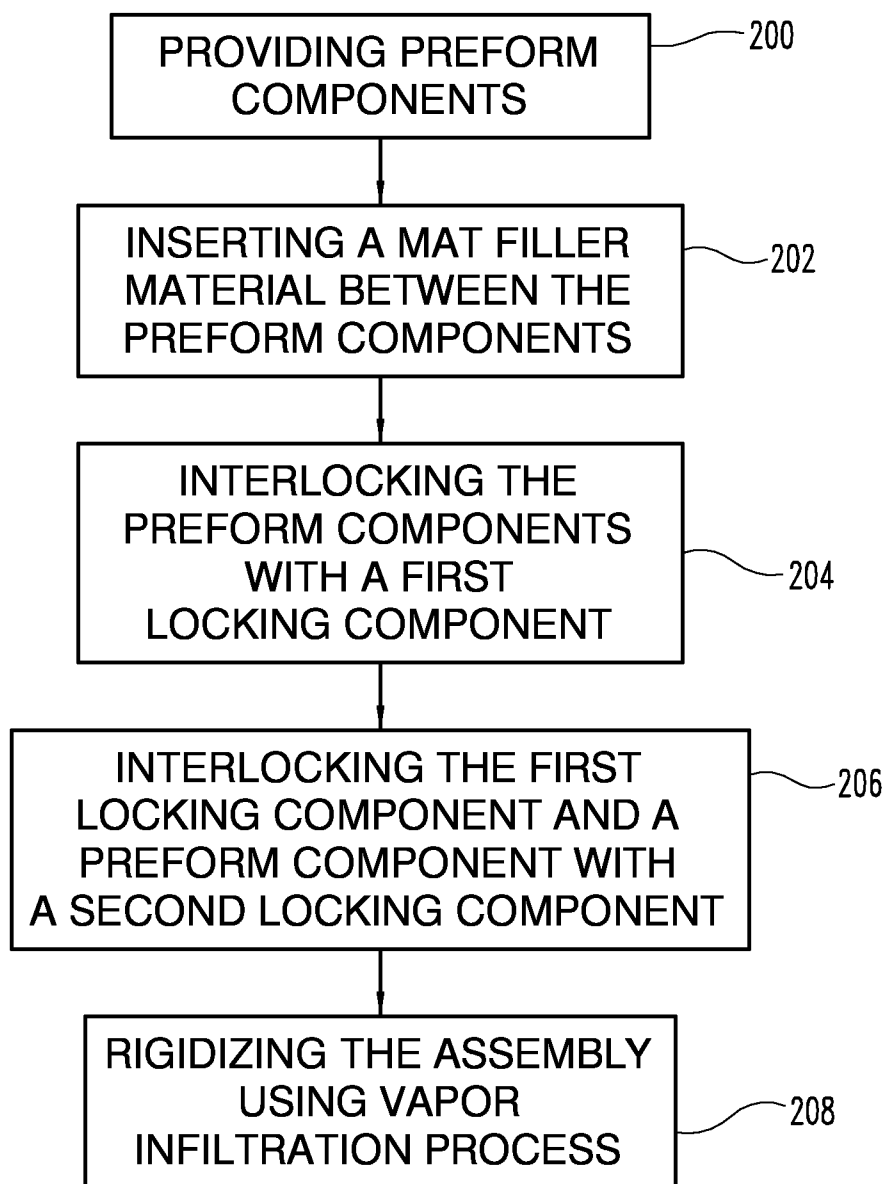 PROVIDING PREFORM
COMPONENTS
200
INSERTING A MAT FILLER
MATERIAL BETWEEN THE
PREFORM COMPONENTS
202
INTERLOCKING THE
PREFORM COMPONENTS
WITH A FIRST
LOCKING COMPONENT
204
INTERLOCKING THE FIRST
LOCKING COMPONENT AND A
PREFORM COMPONENT WITH
A SECOND LOCKING COMPONENT
206
RIGIDIZING THE ASSEMBLY
USING VAPOR
INFILTRATION PROCESS
208